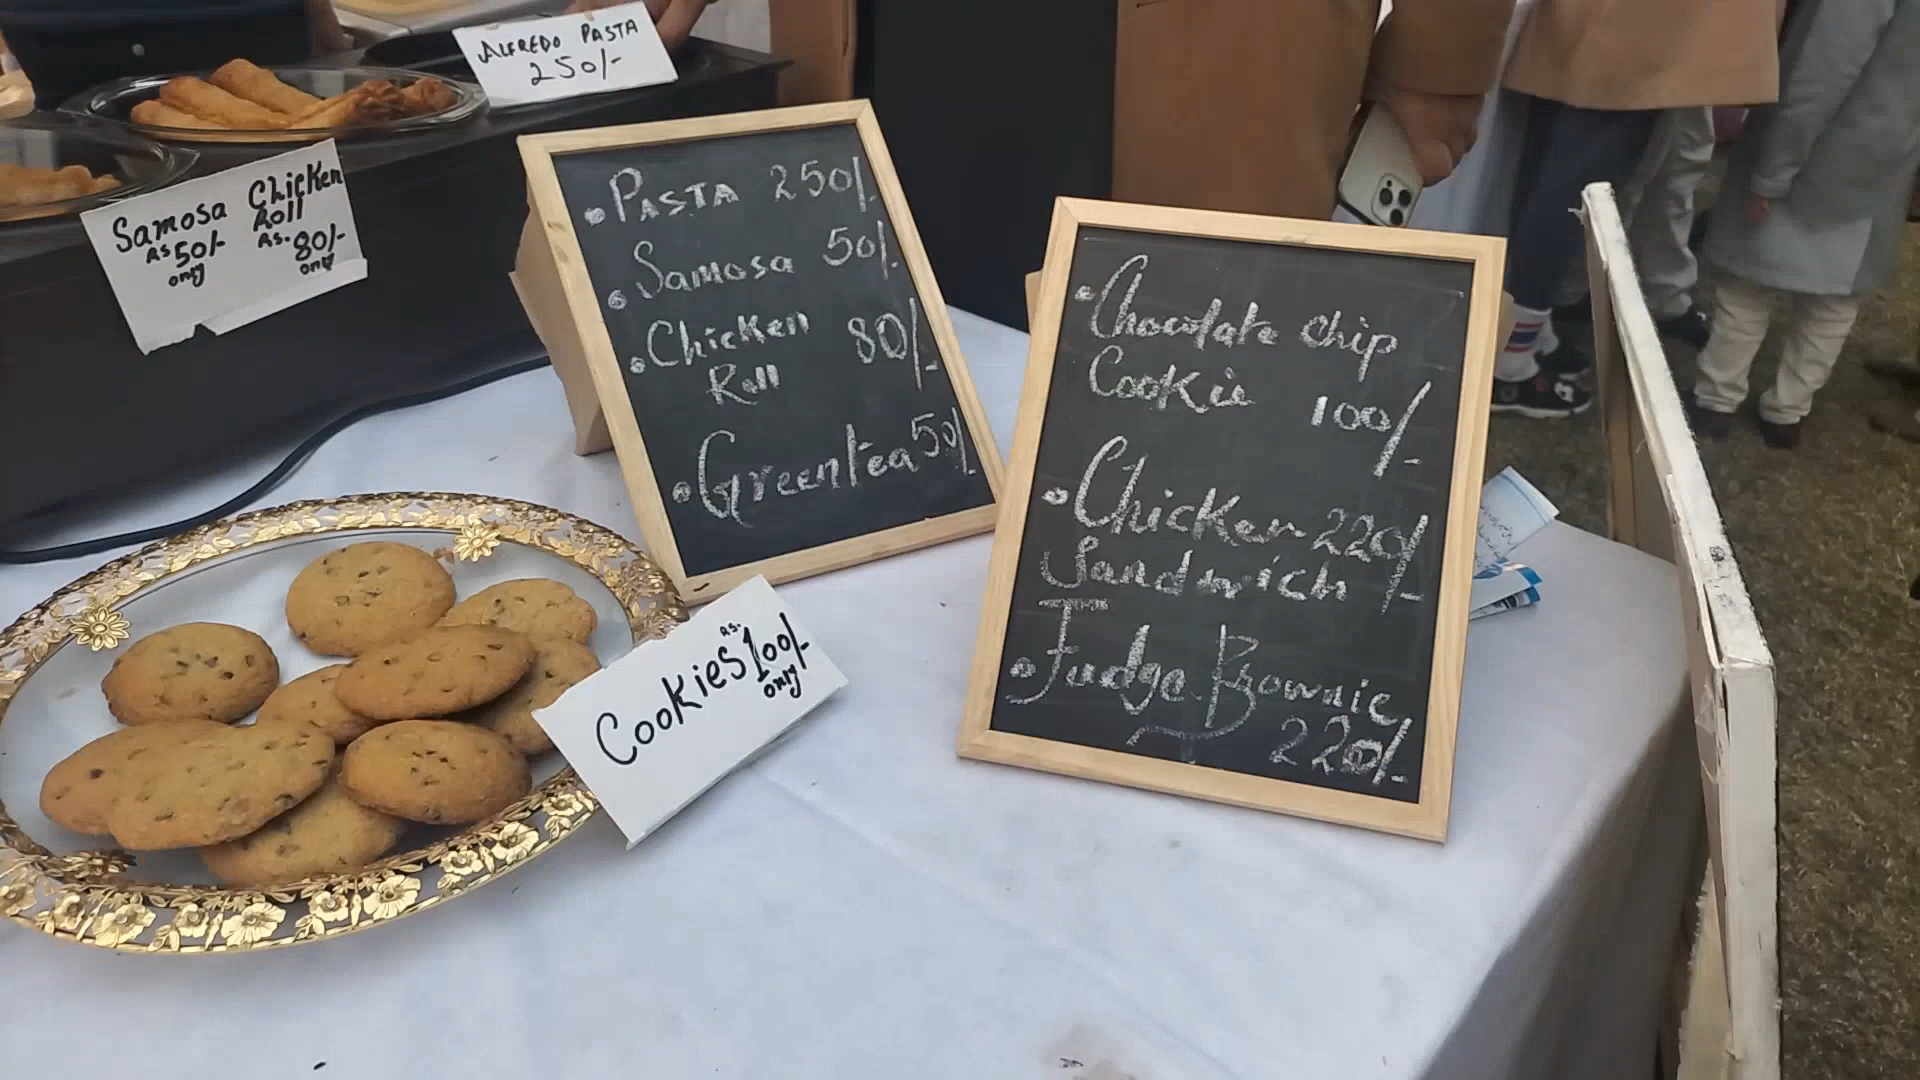 ALFREDO PASTA
250/-
Samosa
RS 50/-
only
Chicken
Roll
RS. 80/-
only
• PASTA 250/-
• Samosa 50/-
• Chicken 80/-
Roll
• Greentea 50/-
• Chocolate chip
Cookie 100/-
• Chicken 220/-
Sandwich
• Fudge Brownie
220/-
Cookies RS. 100/-
only